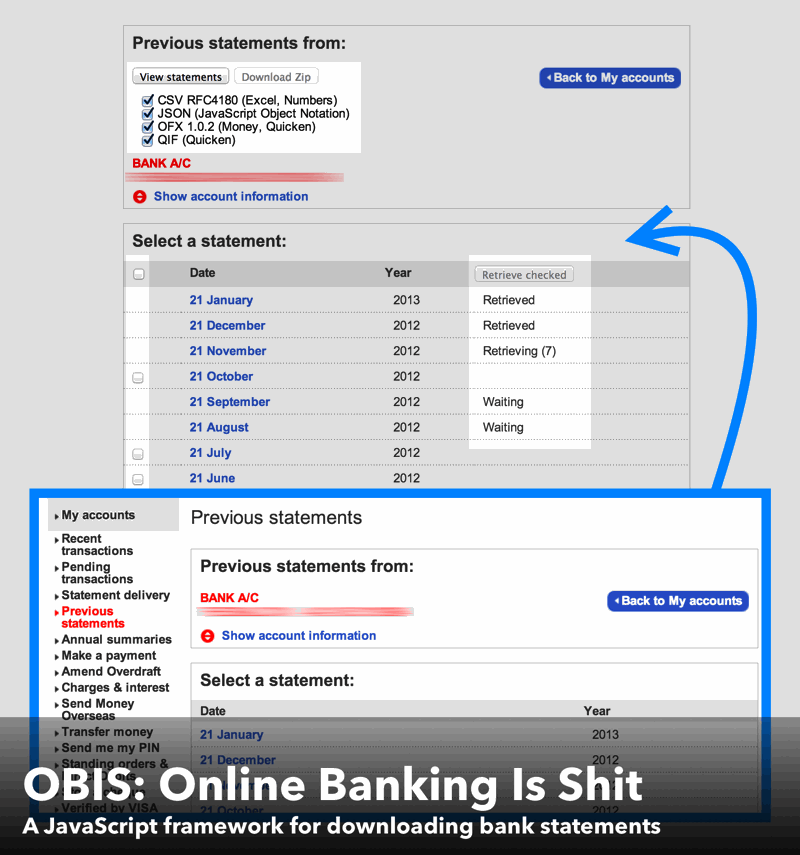 Previous statements from:
View statements Download Zip
Back to My accounts
CSV RFC4180 (Excel, Numbers)
JSON (JavaScript Object Notation)
OFX 1.0.2 (Money, Quicken)
QIF (Quicken)
BANK A/C
Show account information
Select a statement:
Date Year Retrieve checked
21 January 2013 Retrieved
21 December 2012 Retrieved
21 November 2012 Retrieving (7)
21 October 2012
21 September 2012 Waiting
21 August 2012 Waiting
21 July 2012
21 June 2012
My accounts
Recent
transactions
Pending
transactions
Statement delivery
Previous
statements
Annual summaries
Make a payment
Amend Overdraft
Charges & interest
Send Money
Overseas
Transfer money
Send me my PIN
Standing orders &
Verified by VISA
Previous statements
Previous statements from:
BANK A/C
Back to My accounts
Show account information
Select a statement:
Date Year
21 January 2013
21 December 2012
21 October 2012
OBIS: Online Banking Is Shit
A JavaScript framework for downloading bank statements